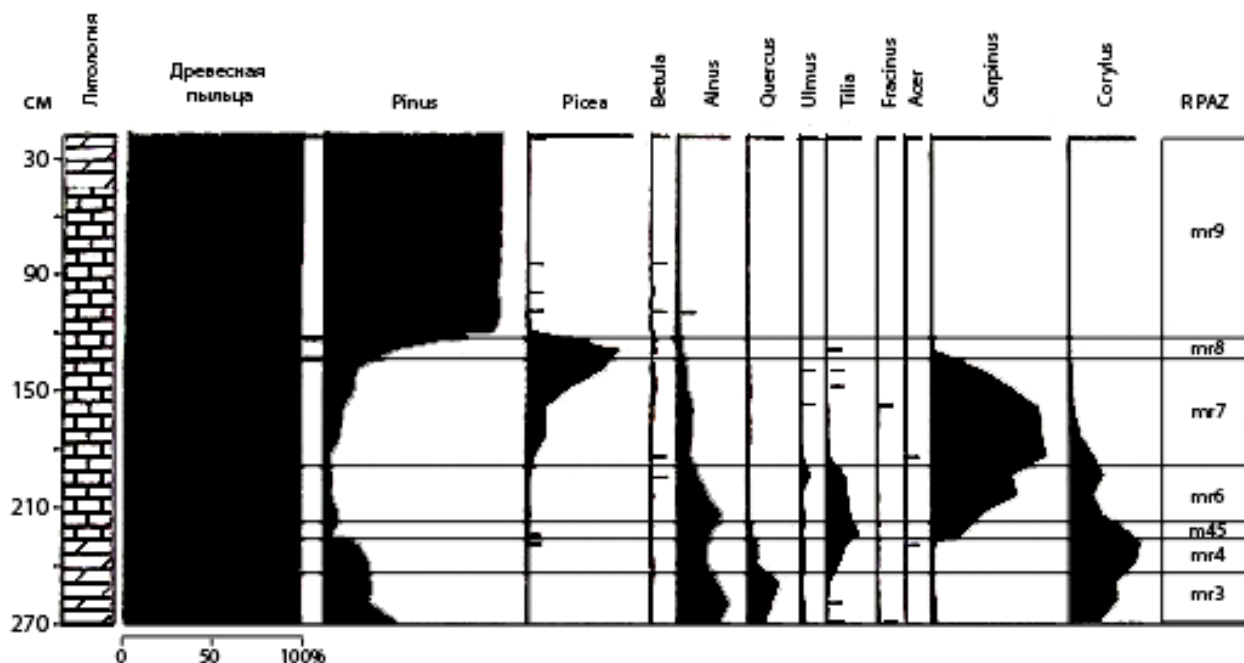 см
Литология
Древесная
пыльца
Pinus
Picea
Betula
Alnus
Quercus
Ulmus
Tilia
Fracinus
Acer
Carpinus
Corylus
R PAZ
30
90
150
210
270
mr9
mr8
mr7
mr6
m45
mr4
mr3
0 50 100%